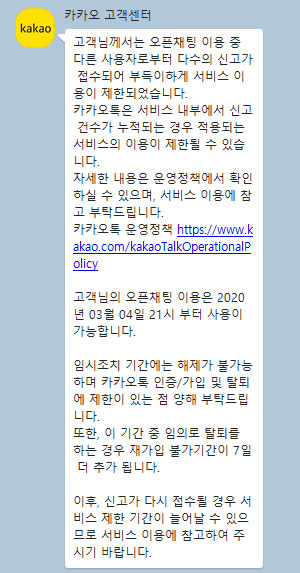 카카오 고객센터
kakao
고객님께서는 오픈채팅 이용 중
다른 사용자로부터 다수의 신고가
접수되어 부득이하게 서비스 이
용이 제한되었습니다.
카카오톡은 서비스 내부에서 신고
건수가 누적되는 경우 적용되는
서비스의 이용이 제한될 수 있습
니다.
자세한 내용은 운영정책에서 확인
하실 수 있으며, 서비스 이용에 참
고 부탁드립니다.
카카오톡 운영정책 https://www.k
akao.com/kakaoTalkOperationalP
olicy
고객님의 오픈채팅 이용은 2020
년 03월 04일 21시 부터 사용이
가능합니다.
임시조치 기간에는 해제가 불가능
하며 카카오톡 인증/가입 및 탈퇴
에 제한이 있는 점 양해 부탁드립
니다.
또한, 이 기간 중 임의로 탈퇴를
하는 경우 재가입 불가기간이 7일
더 추가 됩니다.
이후, 신고가 다시 접수될 경우 서
비스 제한 기간이 늘어날 수 있으
므로 서비스 이용에 참고하여 주
시기 바랍니다.